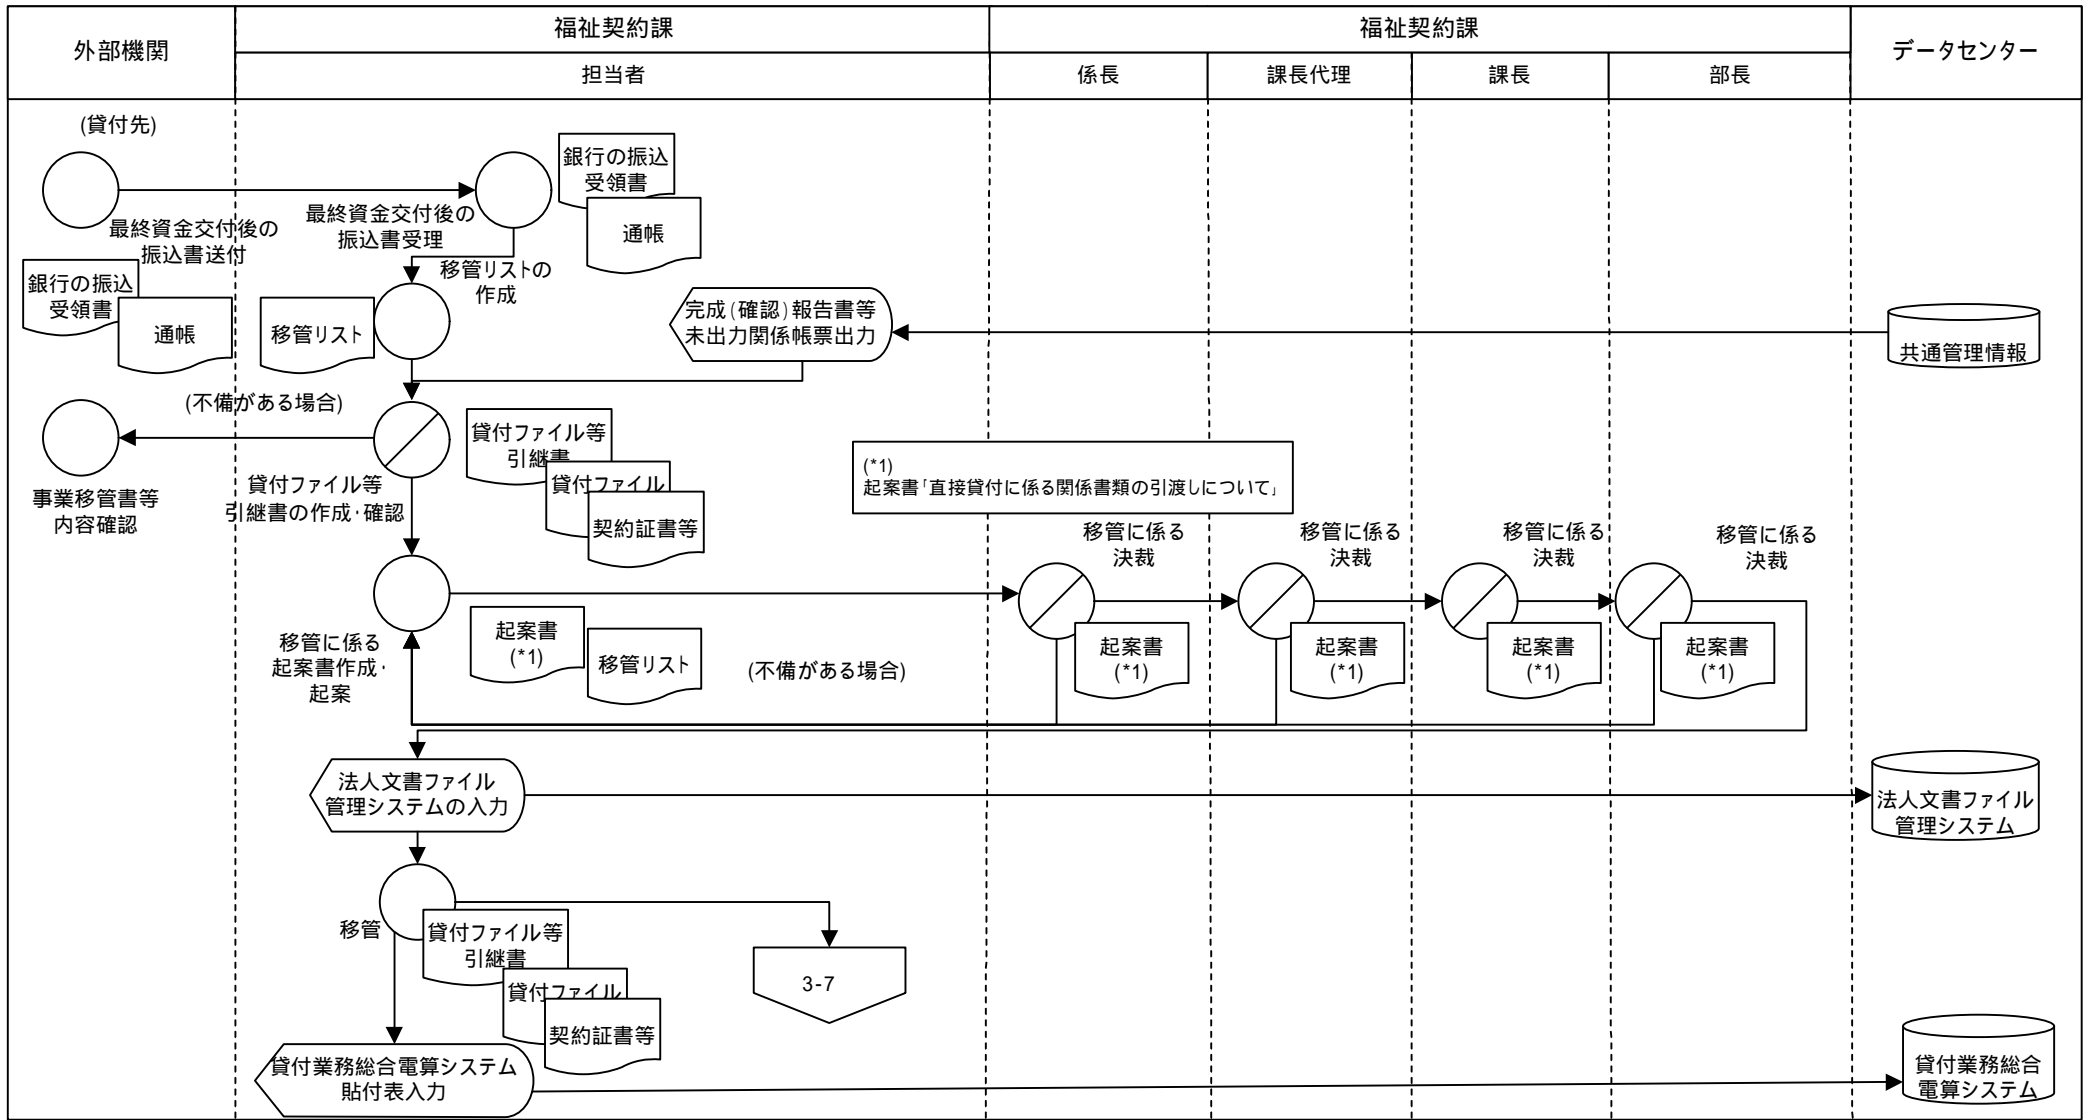 外部機関
福祉契約課
福祉契約課
データセンター
担当者
係長
課長代理
課長
部長
(貸付先)
銀行の振込
受領書
通帳
最終資金交付後の
振込書送付
最終資金交付後の
振込書受理
銀行の振込
受領書
通帳
移管リストの
作成
移管リスト
完成(確認)報告書等
未出力関係帳票出力
共通管理情報
(不備がある場合)
事業移管書等
内容確認
貸付ファイル等
引継書の作成・確認
貸付ファイル等
引継書
貸付ファイル
契約証書等
(*1)
起案書「直接貸付に係る関係書類の引渡しについて」
移管に係る
決裁
移管に係る
決裁
移管に係る
決裁
移管に係る
決裁
移管に係る
起案書作成・
起案
起案書
(*1)
移管リスト
(不備がある場合)
起案書
(*1)
起案書
(*1)
起案書
(*1)
起案書
(*1)
法人文書ファイル
管理システムの入力
法人文書ファイル
管理システム
移管
貸付ファイル等
引継書
貸付ファイル
契約証書等
3-7
貸付業務総合電算システム
貼付表入力
貸付業務総合
電算システム